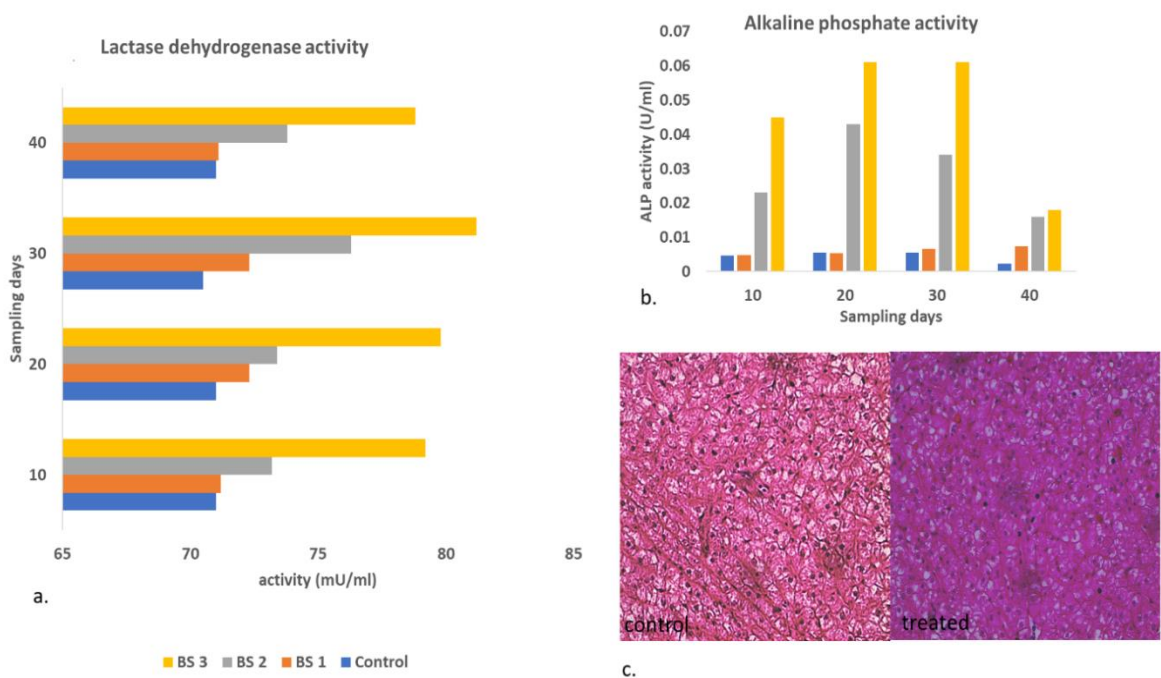 Lactase dehydrogenase activity
Sampling days
40
30
20
10
65 70 75 80 85
activity (mU/ml)
a.
BS 3 BS 2 BS 1 Control
Alkaline phosphate activity
ALP activity (U/ml)
0.07
0.06
0.05
0.04
0.03
0.02
0.01
0
10 20 30 40
Sampling days
b.
control treated
c.